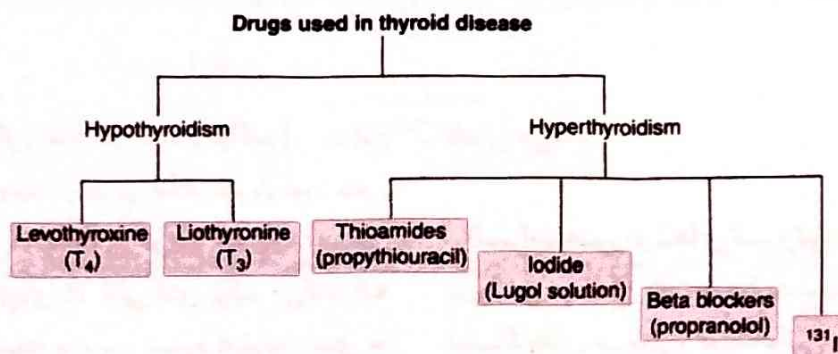 Drugs used in thyroid disease
Hypothyroidism
Hyperthyroidism
Levothyroxine
(T₄)
Liothyronine
(T₃)
Thioamides
(propythiouracil)
Iodide
(Lugol solution)
Beta blockers
(propranolol)
131